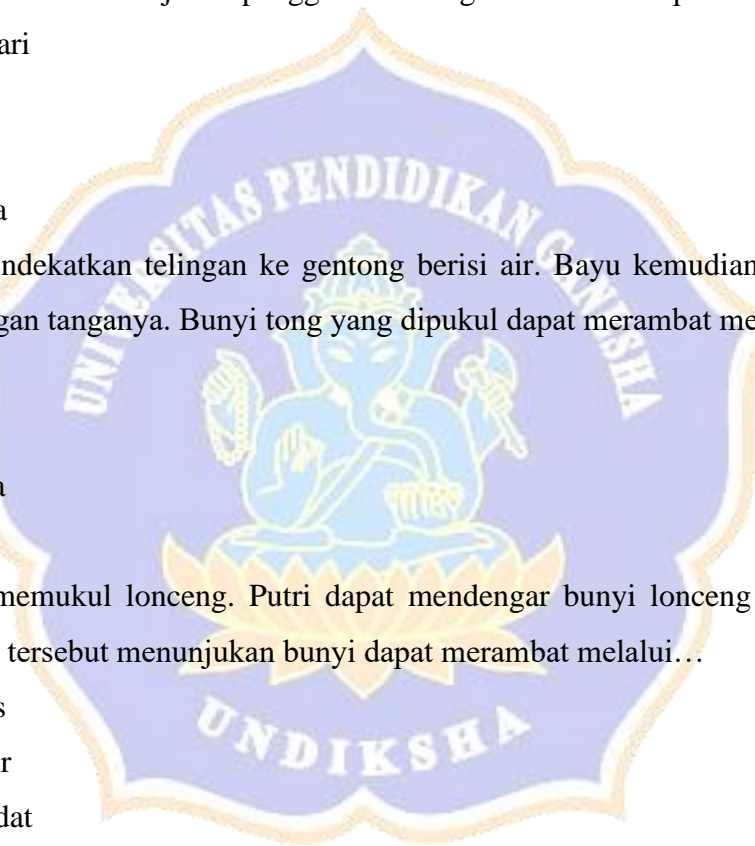 ari
UNIVERSITAS PENDIDIKAN GANESHA
a
ndekatkan telingan ke gentong berisi air. Bayu kemudian
gan tanganya. Bunyi tong yang dipukul dapat merambat me
a
memukul lonceng. Putri dapat mendengar bunyi lonceng
tersebut menunjukan bunyi dapat merambat melalui…
s
r
dat
UNDIKSHA